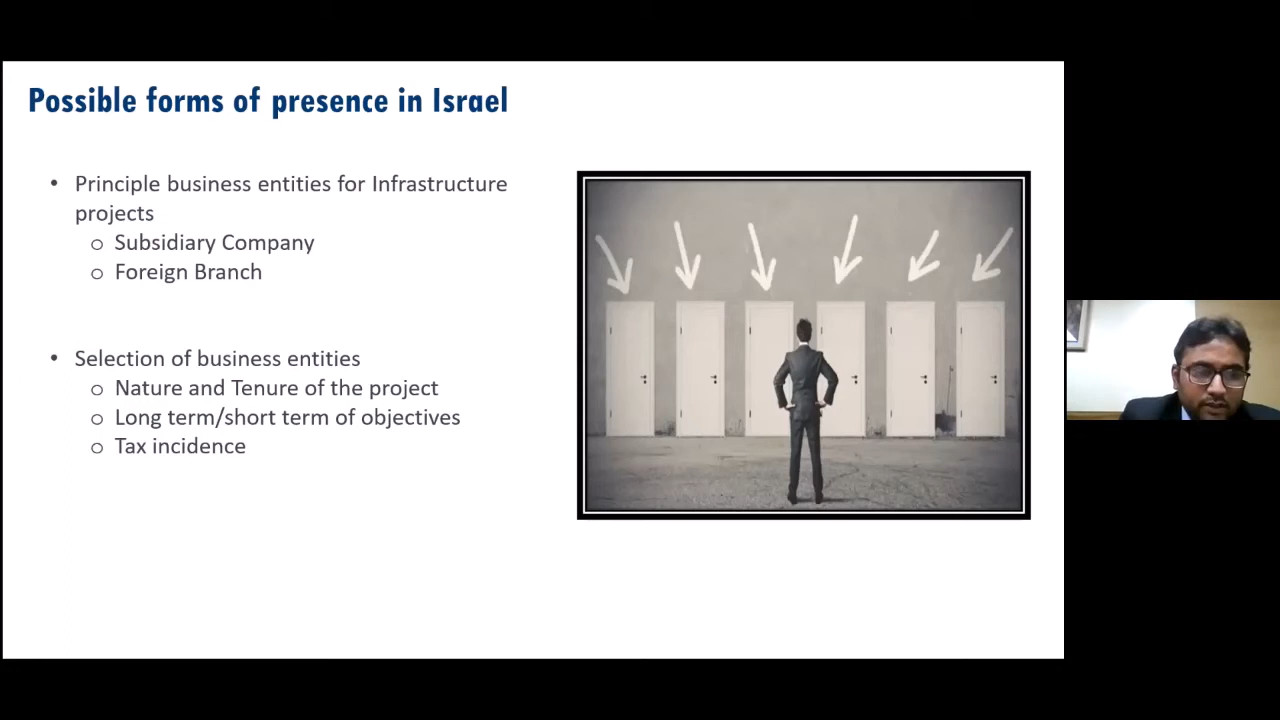 Possible forms of presence in Israel
• Principle business entities for Infrastructure
projects
o Subsidiary Company
o Foreign Branch
• Selection of business entities
o Nature and Tenure of the project
o Long term/short term of objectives
o Tax incidence